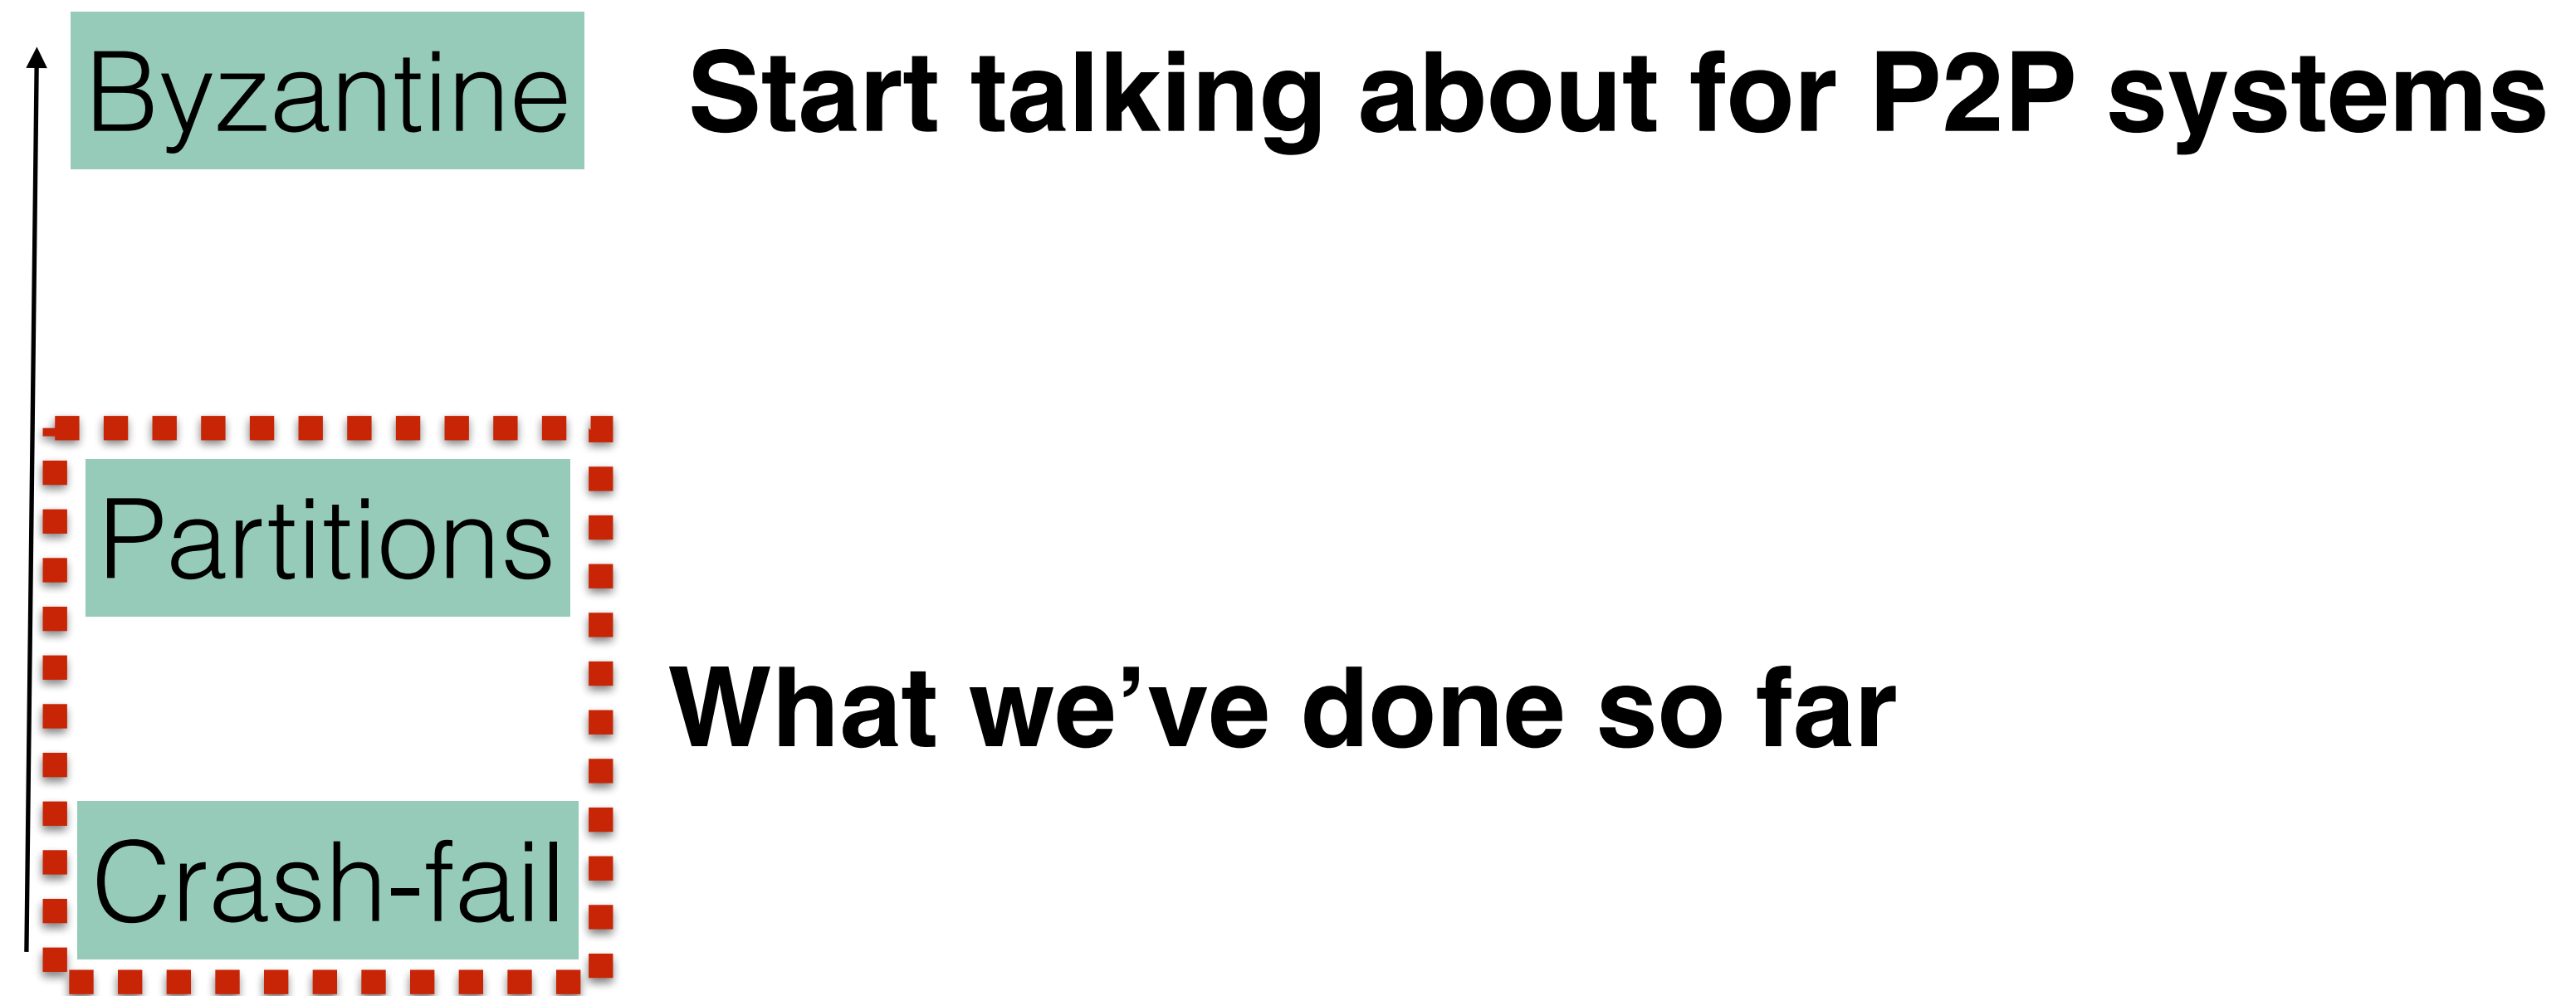 Byzantine Start talking about for P2P systems
Partitions
What we’ve done so far
Crash-fail